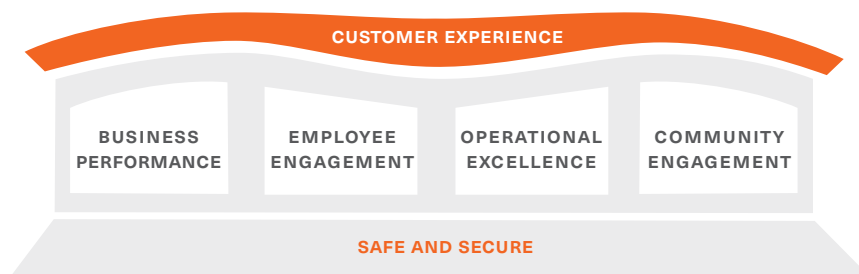 CUSTOMER EXPERIENCE
BUSINESS
PERFORMANCE
EMPLOYEE
ENGAGEMENT
OPERATIONAL
EXCELLENCE
COMMUNITY
ENGAGEMENT
SAFE AND SECURE